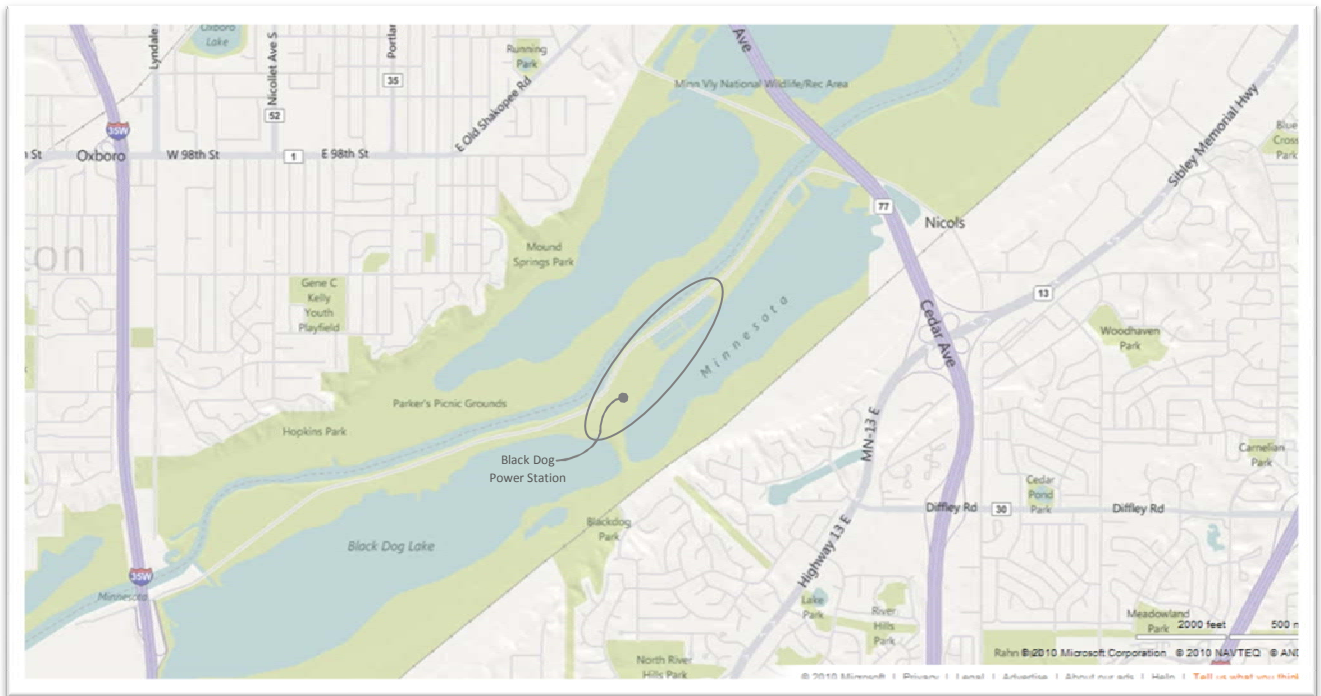 Oxboro
Lake
Lyndale
Nicollet Ave S
Portlar
Running
Park
Ave
35
52
35W
Oxboro
W 98th St
1
E 98th St
E Old Shakopee Rd
Minn Vly National Wildlife/Rec Area
Sibley Memorial Hwy
Blue
Cross
Park
77
Nicols
ton
Mound
Springs Park
Gene C
Kelly
Youth
Playfield
Minnesota
13
Cedar Ave
Woodhaven
Park
Parker's Picnic Grounds
Hopkins Park
MN-13 E
Black Dog
Power Station
Carnelian
Park
Cedar
Pond
Park
Diffley Rd
30
Diffley Rd
Blackdog
Park
Black Dog Lake
Highway 13 E
35W
Minnesota
Lake
Park
River
Hills
Park
Meadowland
Park
2000 feet
500 m
North River
Hills Park
Rahn
© 2010 Microsoft Corporation © 2010 NAVTEQ © AND
© 2010 Microsoft | Privacy | Legal | Advertise | About our ads | Help | Tell us what you think